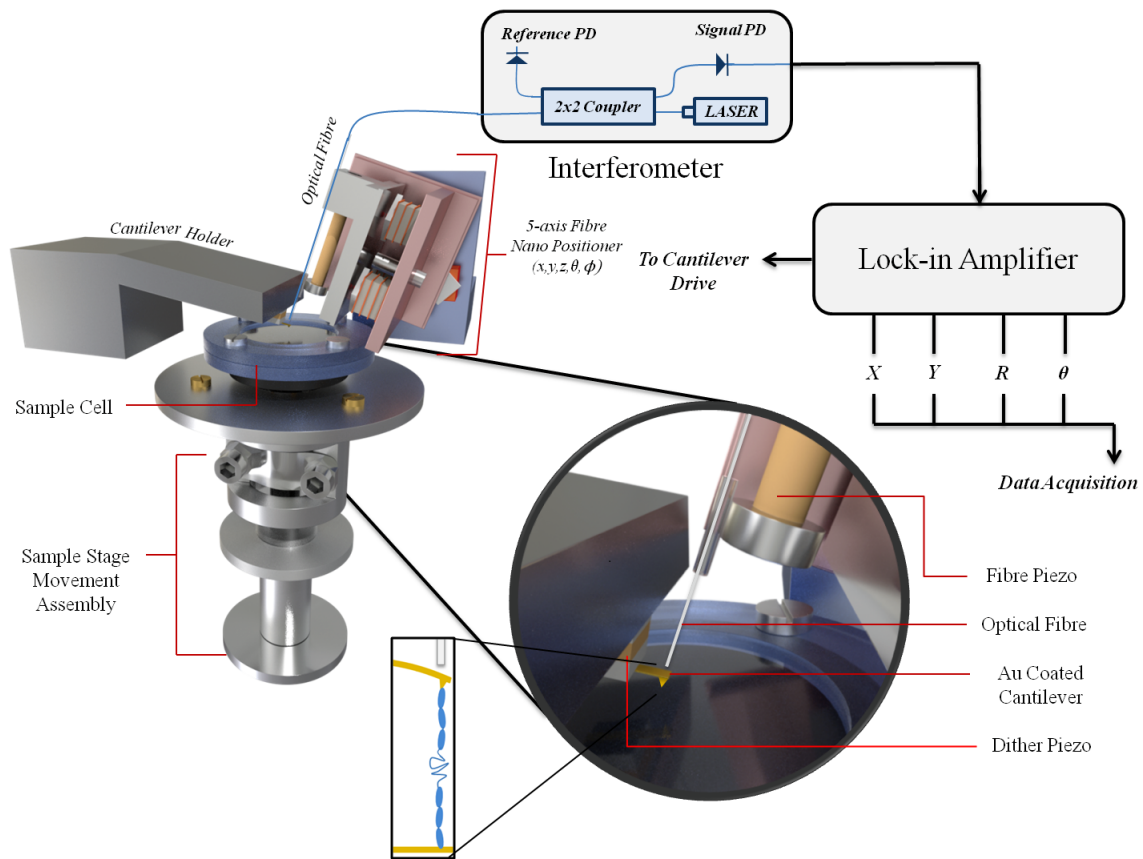 Reference PD
Signal PD
2x2 Coupler
LASER
Interferometer
Optical Fibre
Cantilever Holder
5-axis Fibre
Nano Positioner
(x,y,z,θ,ϕ)
To Cantilever
Drive
Lock-in Amplifier
X
Y
R
θ
Data Acquisition
Sample Cell
Sample Stage
Movement
Assembly
Fibre Piezo
Optical Fibre
Au Coated
Cantilever
Dither Piezo